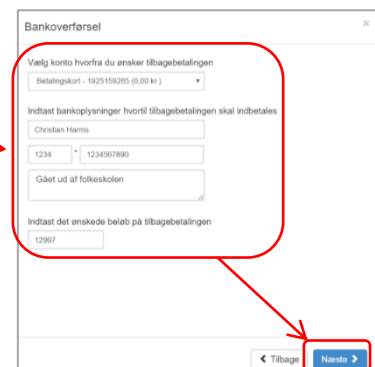 Bankoverførsel ×
Vælg konto hvorfra du ønsker tilbagebetalingen
Betalingskort - 1925159265 (0,00 kr.)
Indtast bankoplysninger hvortil tilbagebetalingen skal indbetales
Christian Harms
1234 - 1234567890
Gået ud af folkeskolen
Indtast det ønskede beløb på tilbagebetalingen
12997
Tilbage Næste